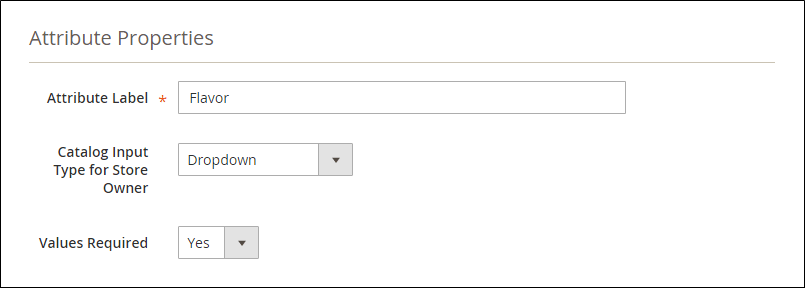 Attribute Properties
Attribute Label * Flavor
Catalog Input
Type for Store
Owner
Dropdown
Values Required Yes